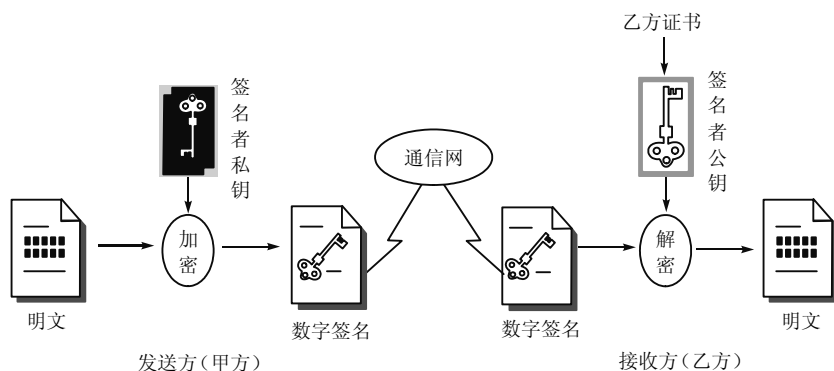 乙方证书
签名者私钥
签名者公钥
通信网
加密
解密
明文
数字签名
数字签名
明文
发送方(甲方)
接收方(乙方)